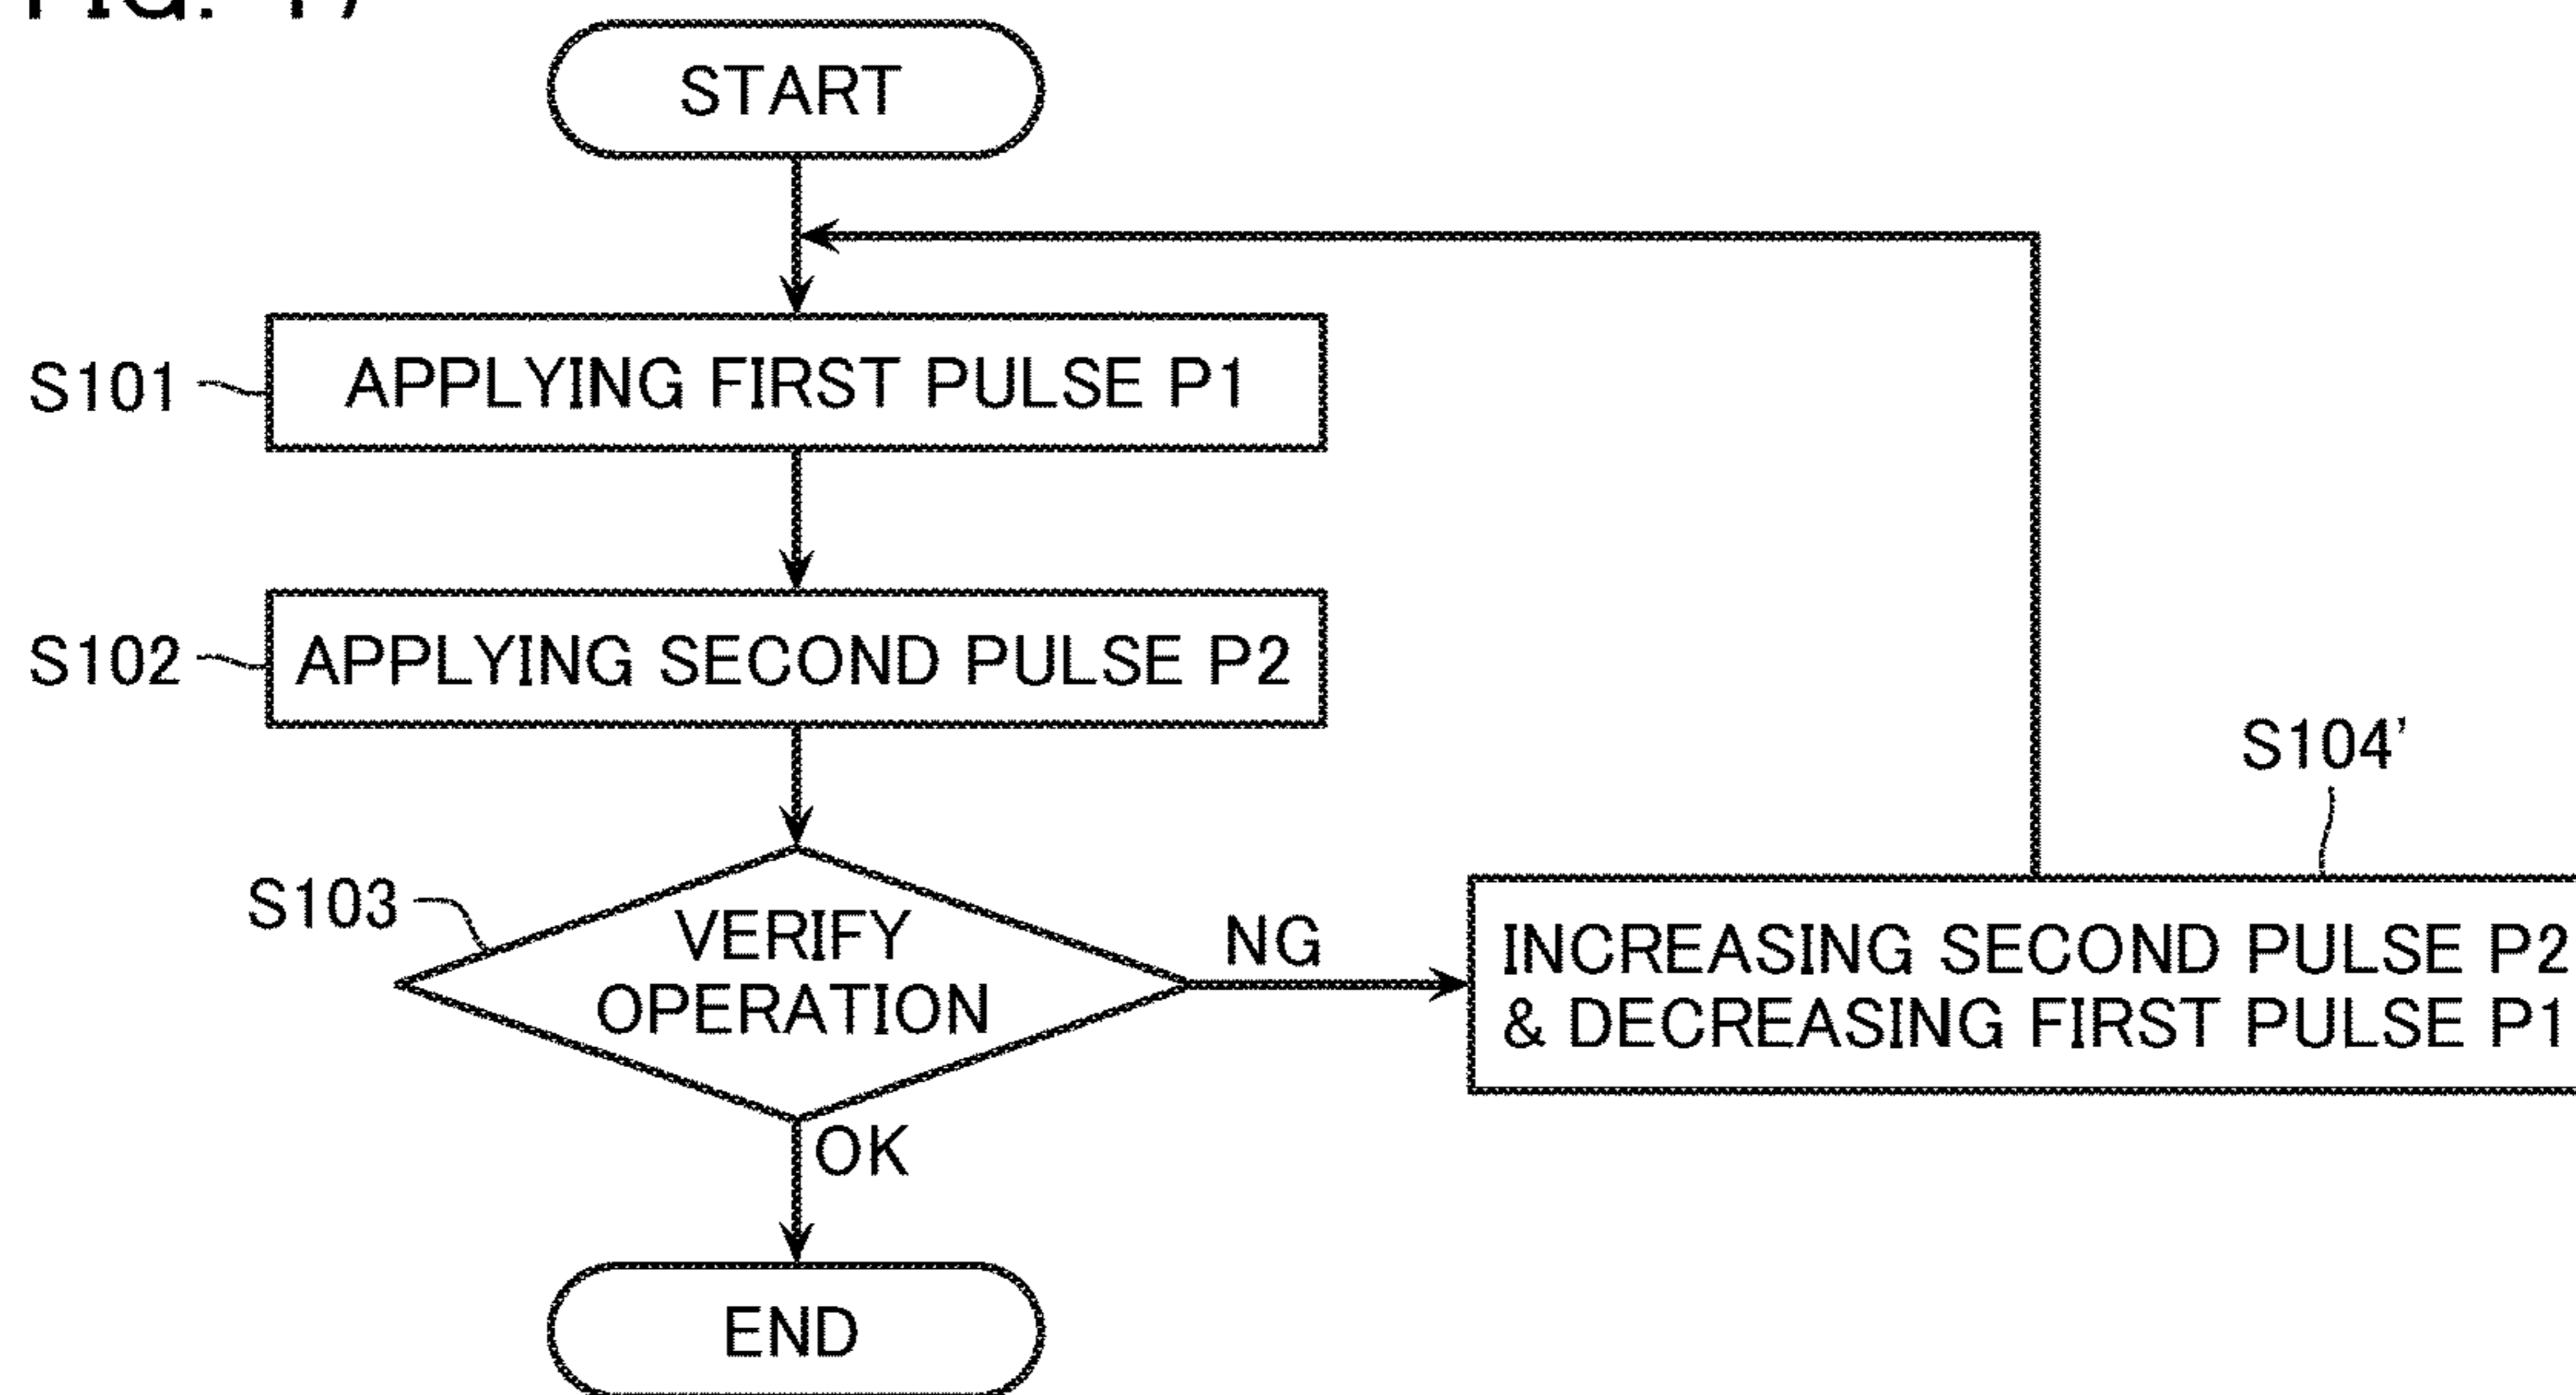 START
S101
APPLYING FIRST PULSE P1
S102
APPLYING SECOND PULSE P2
S104'
S103
VERIFY
OPERATION
NG
INCREASING SECOND PULSE P2
& DECREASING FIRST PULSE P1
OK
END